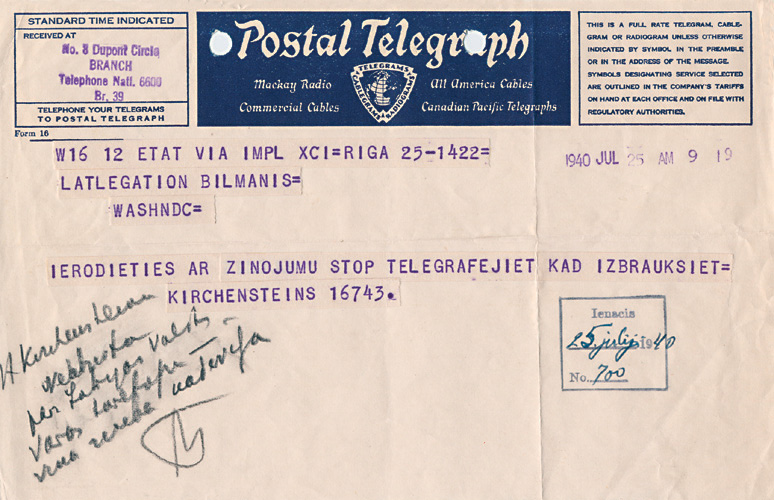 STANDARD TIME INDICATED
RECEIVED AT
No. 8 Dupont Circle
BRANCH
Telephone Natl. 6600
Br. 39
TELEPHONE YOUR TELEGRAMS
TO POSTAL TELEGRAPH
Form 16
Postal Telegraph
Mackay Radio
Commercial Cables
TELEGRAMS
CABLEGRAMS
RADIOGRAMS
All America Cables
Canadian Pacific Telegraphs
THIS IS A FULL RATE TELEGRAM, CABLE-
GRAM OR RADIOGRAM UNLESS OTHERWISE
INDICATED BY SYMBOL IN THE PREAMBLE
OR IN THE ADDRESS OF THE MESSAGE.
SYMBOLS DESIGNATING SERVICE SELECTED
ARE OUTLINED IN THE COMPANY'S TARIFFS
ON HAND AT EACH OFFICE AND ON FILE WITH
REGULATORY AUTHORITIES.
W16 12 ETAT VIA IMPL XCI=RIGA 25-1422=
1940 JUL 25 AM 9 19
LATLEGATION BILMANIS=
WASHNDC=
IERODIETIES AR ZINOJUMU STOP TELEGRAFEJIET KAD IZBRAUKSIET=
KIRCHENSTEINS 16743.
Ienacis
25. julijs 1940
No. 700